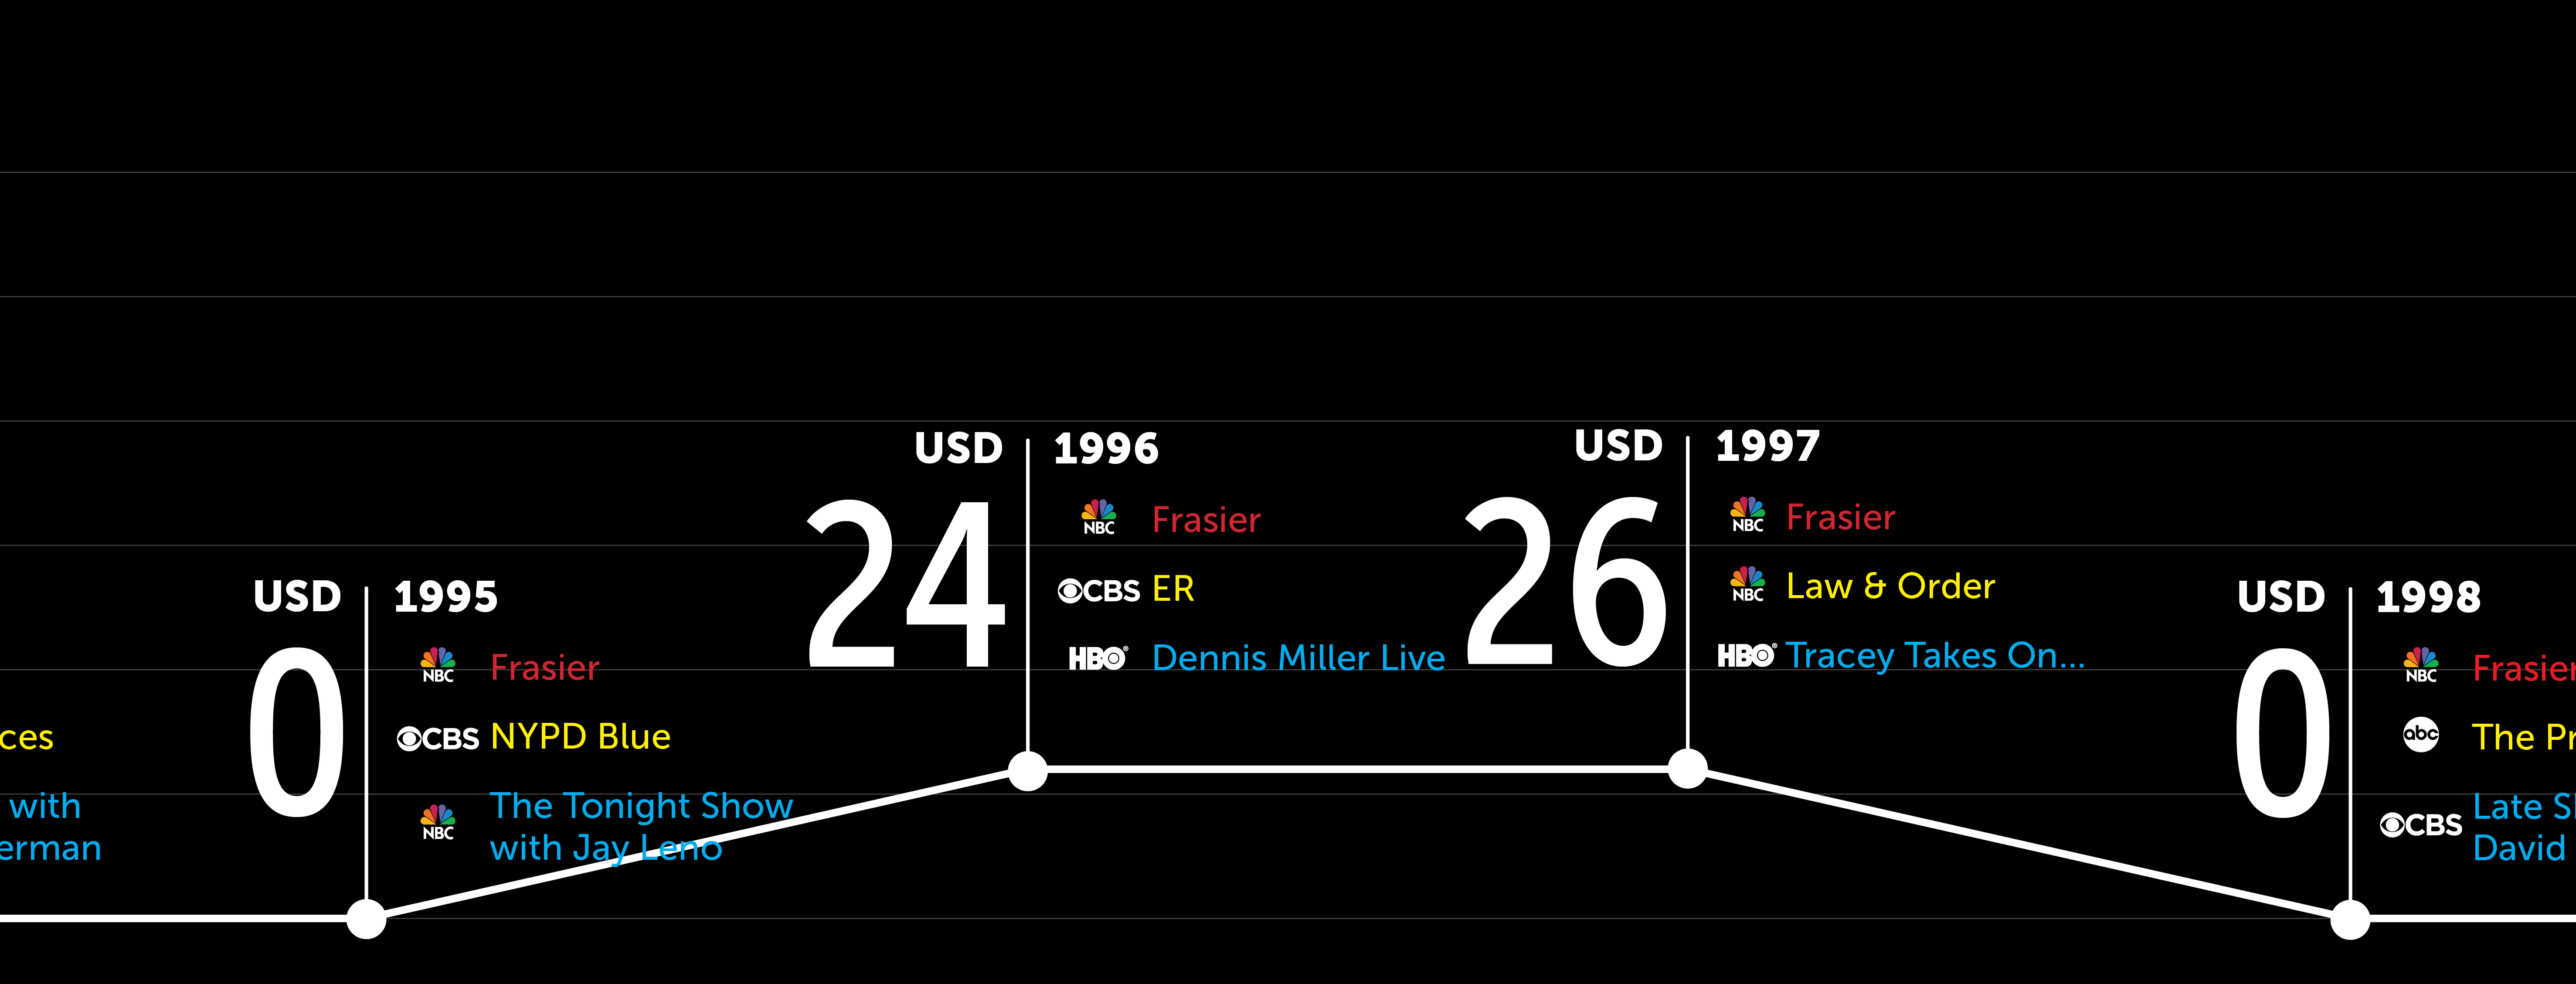 ces
with
erman
USD 1995
0
NBC Frasier
CBS NYPD Blue
NBC The Tonight Show
with Jay Leno
USD 1996
24
NBC Frasier
CBS ER
HBO® Dennis Miller Live
USD 1997
26
NBC Frasier
NBC Law & Order
HBO® Tracey Takes On...
USD 1998
0
NBC Frasier
abc The Pr
CBS Late S
David